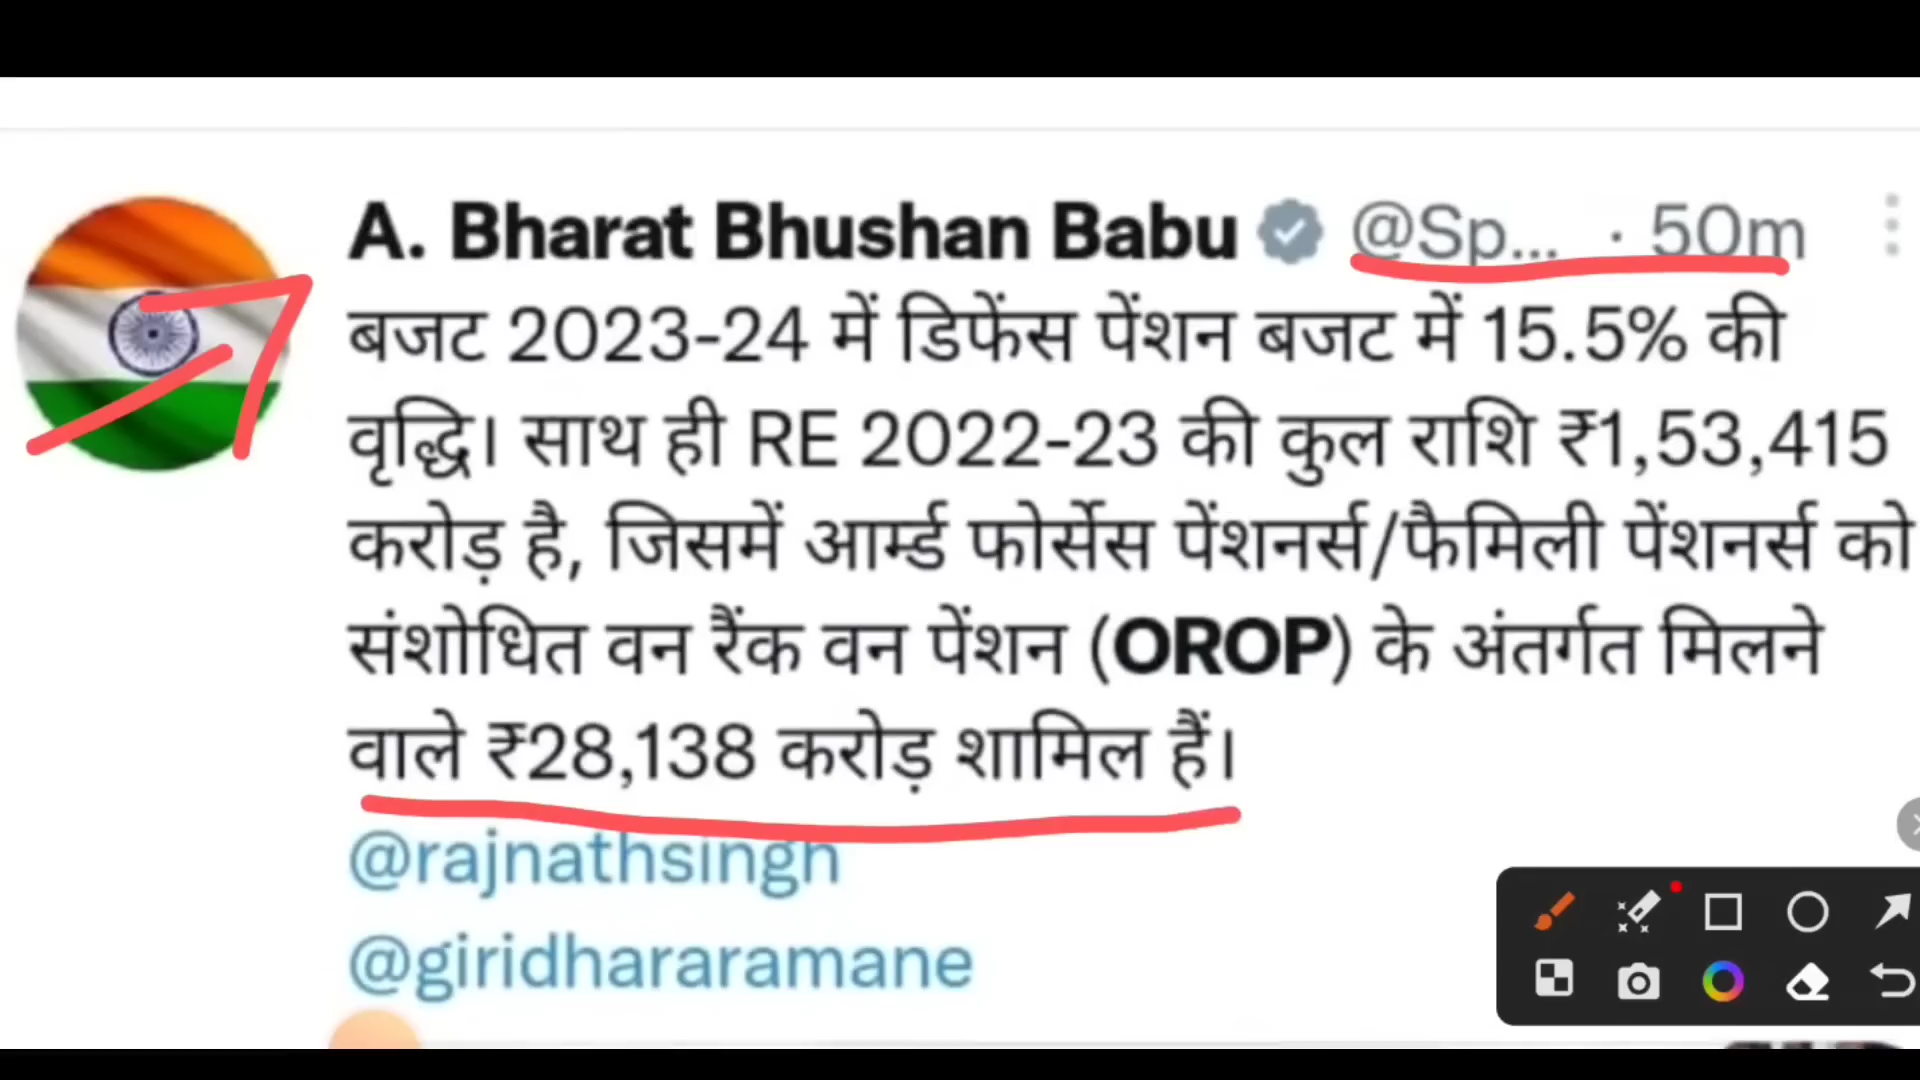 A. Bharat Bhushan Babu @Sp... · 50m
बजट 2023-24 में डिफेंस पेंशन बजट में 15.5% की
वृद्धि। साथ ही RE 2022-23 की कुल राशि ₹1,53,415
करोड़ है, जिसमें आर्म्ड फोर्सेस पेंशनर्स/फैमिली पेंशनर्स को
संशोधित वन रैंक वन पेंशन (OROP) के अंतर्गत मिलने
वाले ₹28,138 करोड़ शामिल हैं।
@rajnathsingh
@giridhararamane